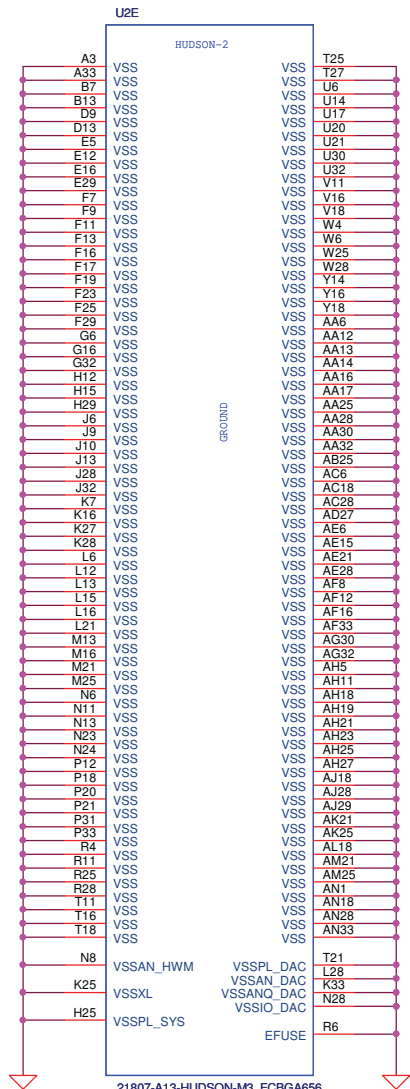 U2E
HUDSON-2
A3 VSS VSS T25
A33 VSS VSS T27
B7 VSS VSS U6
B13 VSS VSS U14
D9 VSS VSS U17
D13 VSS VSS U20
E5 VSS VSS U21
E12 VSS VSS U30
E16 VSS VSS U32
E29 VSS VSS V11
F7 VSS VSS V16
F9 VSS VSS V18
F11 VSS VSS W4
F13 VSS VSS W6
F16 VSS VSS W25
F17 VSS VSS W28
F19 VSS VSS Y14
F23 VSS VSS Y16
F25 VSS VSS Y18
F29 VSS VSS AA6
G6 VSS VSS AA12
G16 VSS VSS AA13
G32 VSS VSS AA14
H12 VSS VSS AA16
H15 VSS VSS AA17
H29 VSS VSS AA25
J6 VSS VSS AA28
J9 VSS VSS AA30
J10 VSS VSS AA32
J13 VSS VSS AB25
J28 VSS VSS AC6
J32 VSS VSS AC18
K7 VSS VSS AC28
K16 VSS VSS AD27
K27 VSS VSS AE6
K28 VSS VSS AE15
L6 VSS VSS AE21
L12 VSS VSS AE28
L13 VSS VSS AF8
L15 VSS VSS AF12
L16 VSS VSS AF16
L21 VSS VSS AF33
M13 VSS VSS AG30
M16 VSS VSS AG32
M21 VSS VSS AH5
M25 VSS VSS AH11
N6 VSS VSS AH18
N11 VSS VSS AH19
N13 VSS VSS AH21
N23 VSS VSS AH23
N24 VSS VSS AH25
P12 VSS VSS AH27
P18 VSS VSS AJ18
P20 VSS VSS AJ28
P21 VSS VSS AJ29
P31 VSS VSS AK21
P33 VSS VSS AK25
R4 VSS VSS AL18
R11 VSS VSS AM21
R25 VSS VSS AM25
R28 VSS VSS AN1
T11 VSS VSS AN18
T16 VSS VSS AN28
T18 VSS VSS AN33
GROUND
N8 VSSAN_HWM VSSPL_DAC T21
VSSAN_DAC L28
K25 VSSXL VSSANQ_DAC K33
VSSIO_DAC N28
H25 VSSPL_SYS
EFUSE R6
21807-A13-HUDSON-M3_FCBGA656